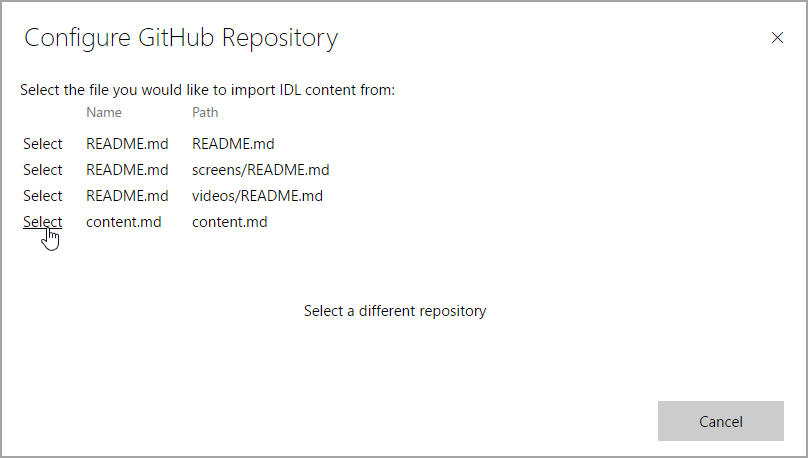 Configure GitHub Repository
Select the file you would like to import IDL content from:
Name Path
Select README.md README.md
Select README.md screens/README.md
Select README.md videos/README.md
Select content.md content.md
Select a different repository
Cancel